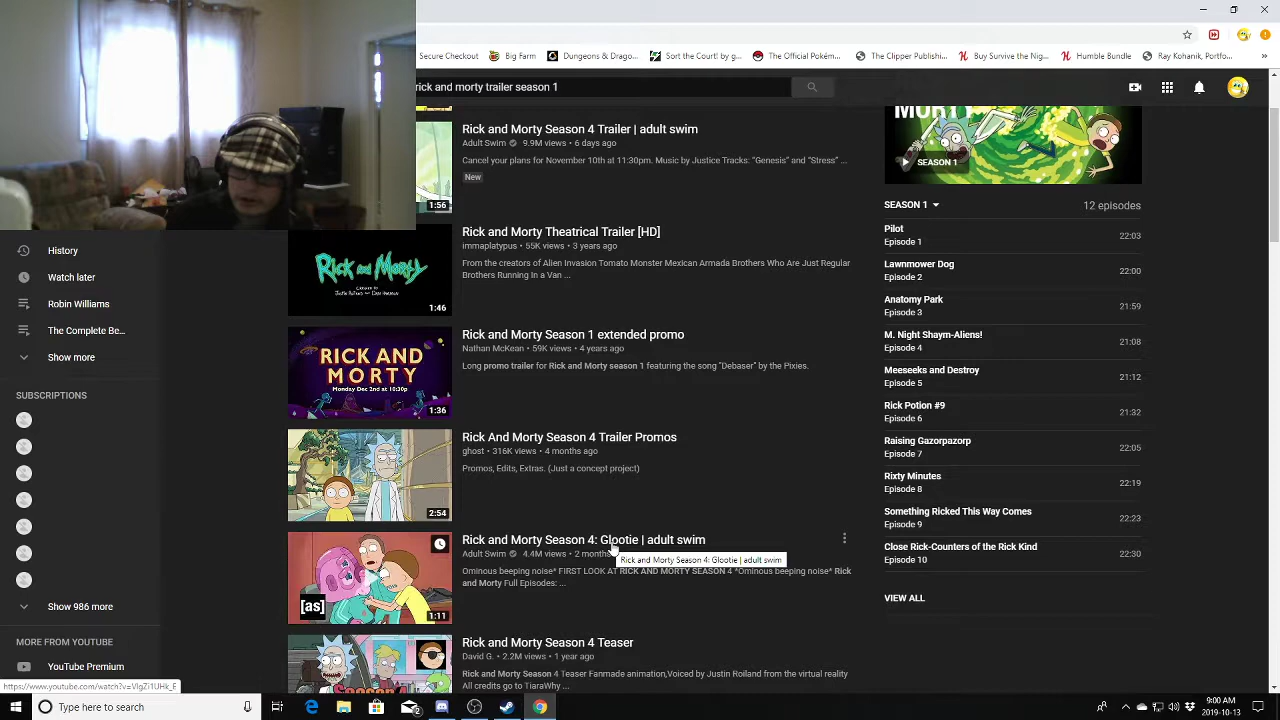 Secure Checkout
Big Farm
Dungeons & Drago...
Sort the Court! by...
The Official Pokém...
The Complete List...
Buy Survive the Nig...
Humble Bundle
Ray Kohanik, Portfo...
rick and morty trailer season 1
Rick and Morty Season 4 Trailer | adult swim
Adult Swim 9.9M views • 6 days ago
Cancel your plans for November 10th at 11:30pm. Music by Justice Tracks: “Genesis” and “Stress” ...
New
1:56
Rick and Morty Theatrical Trailer [HD]
immaplatypus • 55K views • 3 years ago
From the creators of Alien Invasion Tomato Monster Mexican Armada Brothers Who Are Just Regular
Brothers Running In a Van ...
RICK AND MORTY
1:46
Rick and Morty Season 1 extended promo
Nathan McKean • 59K views • 4 years ago
Long promo trailer for Rick and Morty season 1 featuring the song “Debaser” by the Pixies.
RICK AND
MORTY
Monday Dec 2nd at 10:30p
1:36
Rick And Morty Season 4 Trailer Promos
ghost • 316K views • 4 months ago
Promos, Edits, Extras. (Just a concept project)
2:54
Rick and Morty Season 4: Glootie | adult swim
Adult Swim 4.4M views • 2 months
Rick and Morty Season 4: Glootie | adult swim
Ominous beeping noise* FIRST LOOK AT RICK AND MORTY SEASON 4 *Ominous beeping noise* Rick
and Morty Full Episodes: ...
[as]
1:11
Rick and Morty Season 4 Teaser
David G. • 2.2M views • 1 year ago
Rick and Morty Season 4 Teaser Fanmade animation,Voiced by Justin Roiland from the virtual reality
All credits go to TiaraWhy ...
MORTY
SEASON 1
SEASON 1
12 episodes
Pilot
Episode 1
22:03
Lawnmower Dog
Episode 2
22:00
Anatomy Park
Episode 3
21:59
M. Night Shaym-Aliens!
Episode 4
21:08
Meeseeks and Destroy
Episode 5
21:12
Rick Potion #9
Episode 6
21:32
Raising Gazorpazorp
Episode 7
22:05
Rixty Minutes
Episode 8
22:19
Something Ricked This Way Comes
Episode 9
22:23
Close Rick-Counters of the Rick Kind
Episode 10
22:30
VIEW ALL
History
Watch later
Robin Williams
The Complete Be...
Show more
SUBSCRIPTIONS
Show 986 more
MORE FROM YOUTUBE
YouTube Premium
Type here to search
9:00 AM
2019-10-13